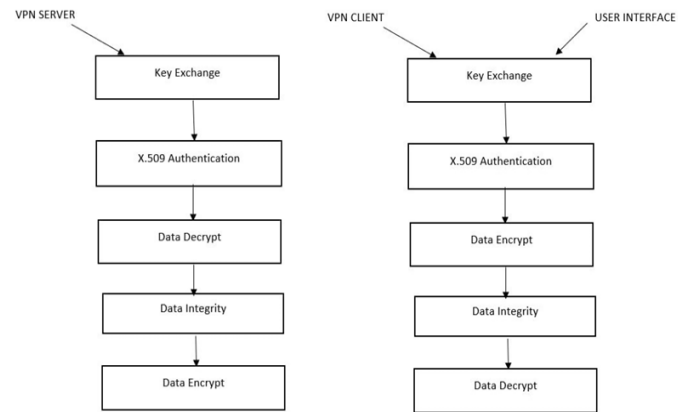 VPN SERVER
Key Exchange
X.509 Authentication
Data Decrypt
Data Integrity
Data Encrypt
VPN CLIENT
USER INTERFACE
Key Exchange
X.509 Authentication
Data Encrypt
Data Integrity
Data Decrypt